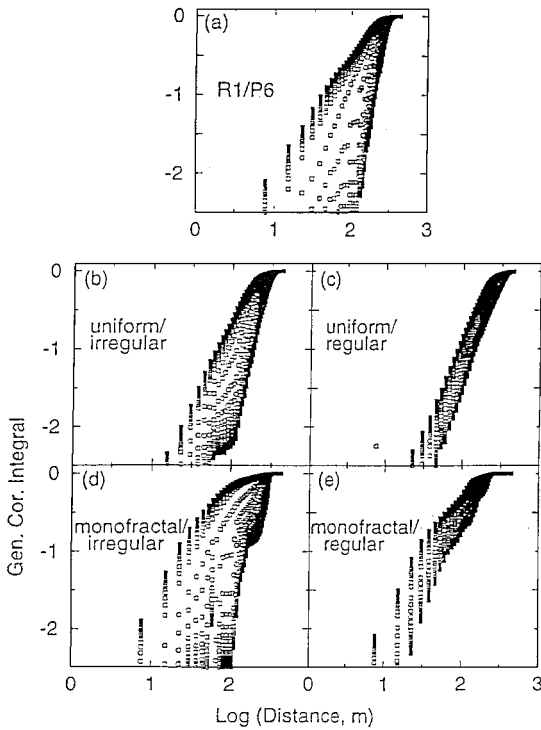 0
(a)
R1/P6
-1
-2
0
1
2
3
0
(b)
uniform/
irregular
-1
-2
(c)
uniform/
regular
0
(d)
monofractal/
irregular
-1
-2
(e)
monofractal/
regular
Gen. Cor. Integral
0
1
2
0
1
2
3
Log (Distance, m)